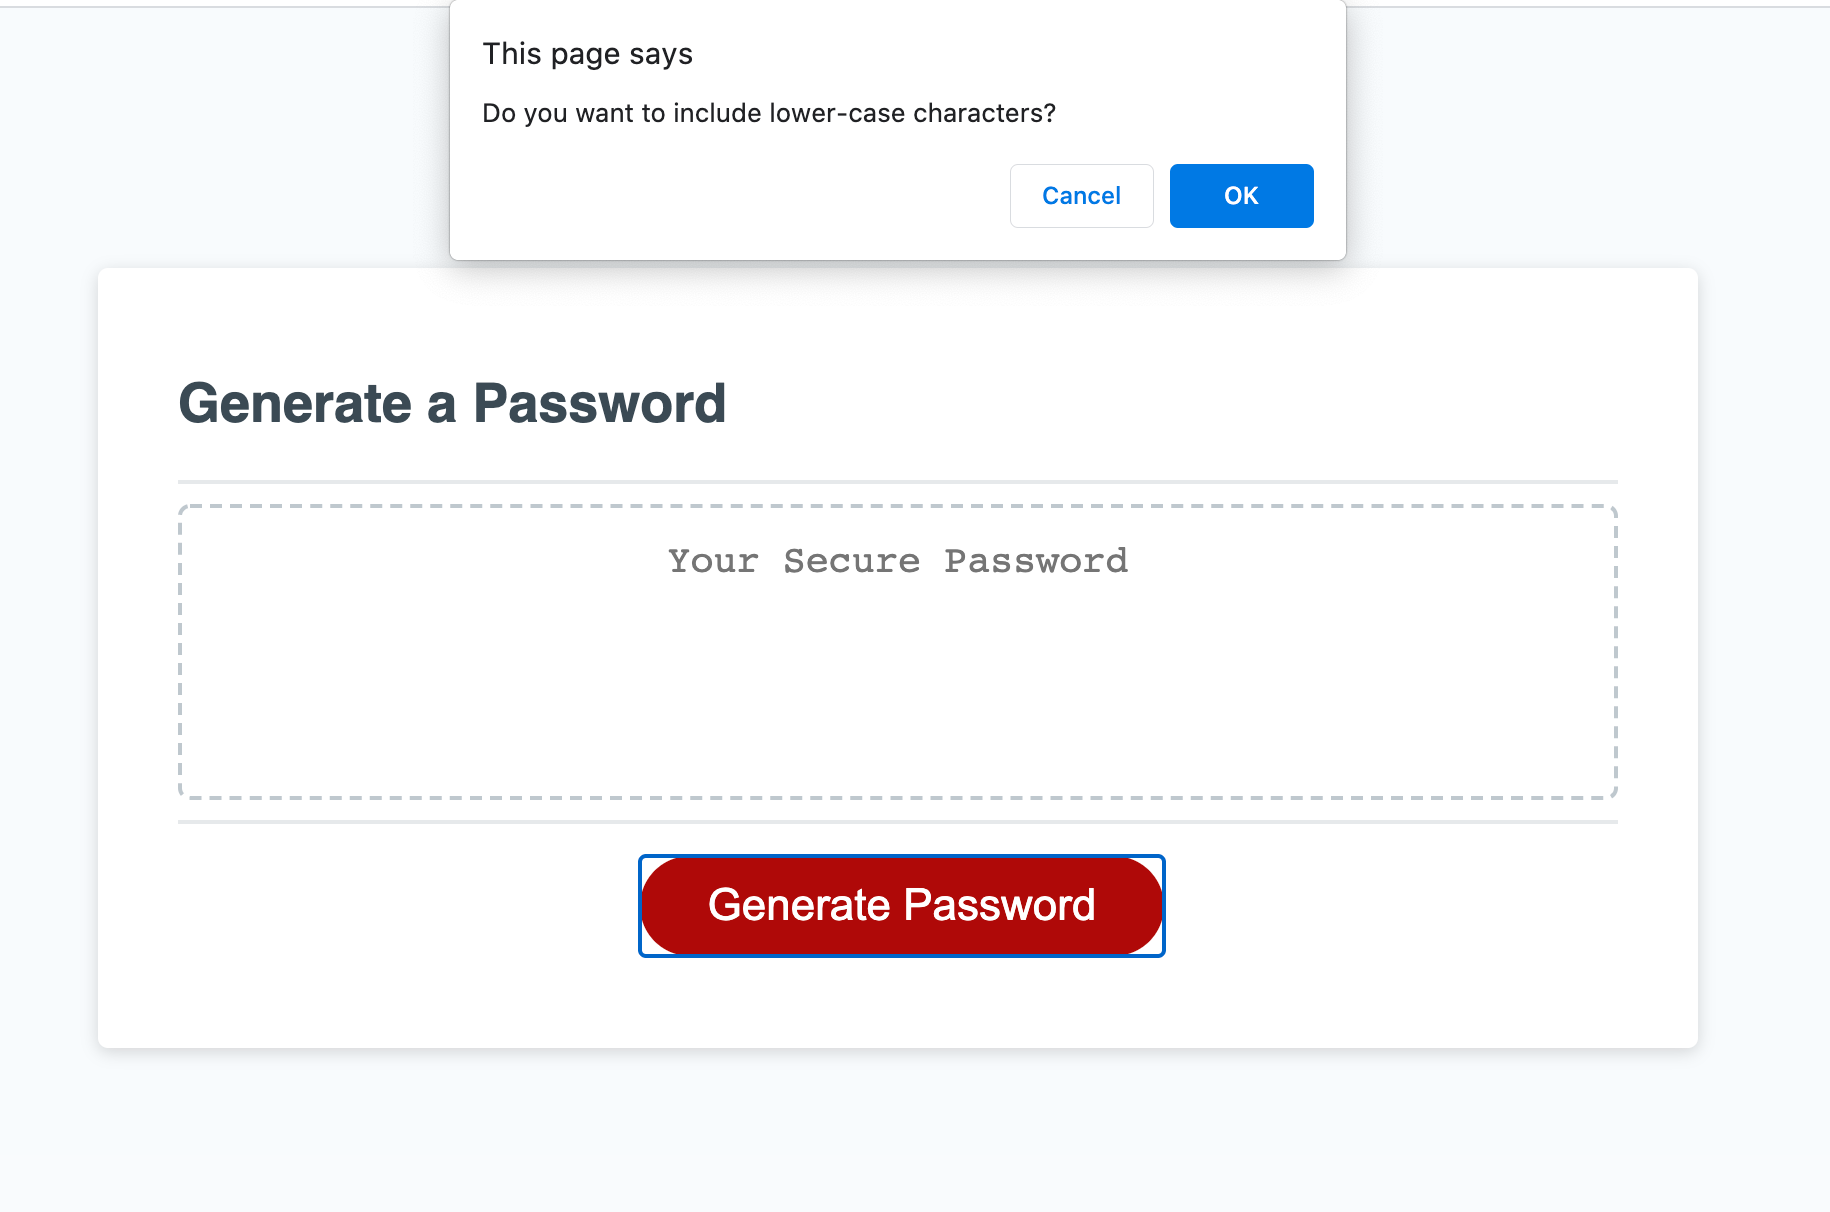 This page says
Do you want to include lower-case characters?
Cancel OK
Generate a Password
Your Secure Password
Generate Password